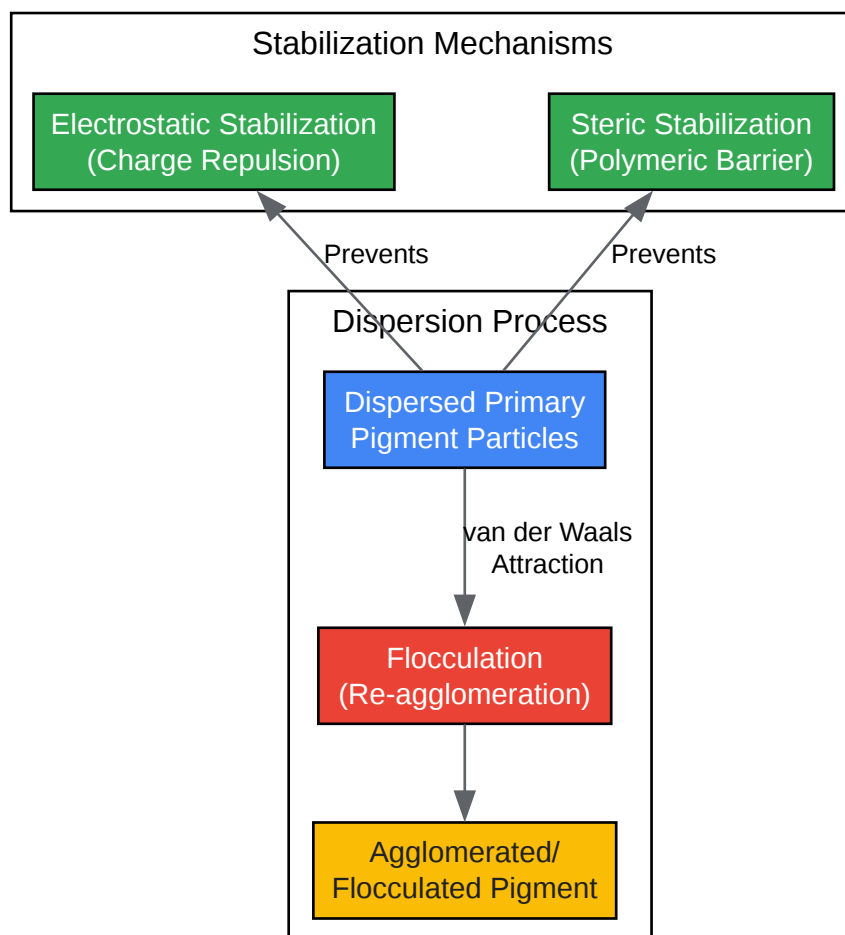 Stabilization Mechanisms
Electrostatic Stabilization
(Charge Repulsion)
Steric Stabilization
(Polymeric Barrier)
Prevents
Prevents
Dispersion Process
Dispersed Primary
Pigment Particles
van der Waals
Attraction
Flocculation
(Re-agglomeration)
Agglomerated/
Flocculated Pigment